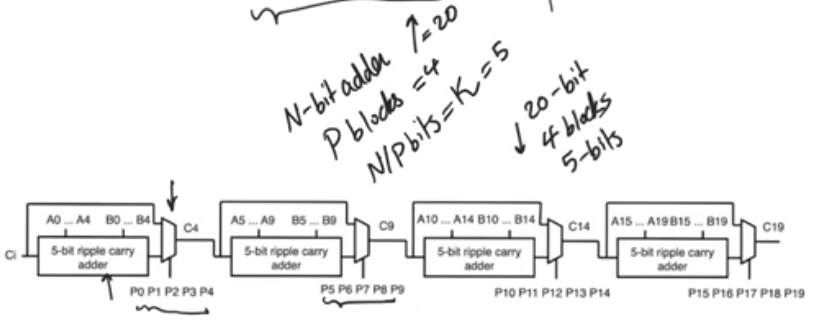 N-bit adder = 20
P blocks = 4
N/P bits = K = 5
20-bit
4 blocks
5-bits
A0 ... A4 B0 ... B4
C4
A5 ... A9 B5 ... B9
C9
A10 ... A14 B10 ... B14
C14
A15 ... A19 B15 ... B19
C19
Ci
5-bit ripple carry
adder
5-bit ripple carry
adder
5-bit ripple carry
adder
5-bit ripple carry
adder
P0 P1 P2 P3 P4
P5 P6 P7 P8 P9
P10 P11 P12 P13 P14
P15 P16 P17 P18 P19